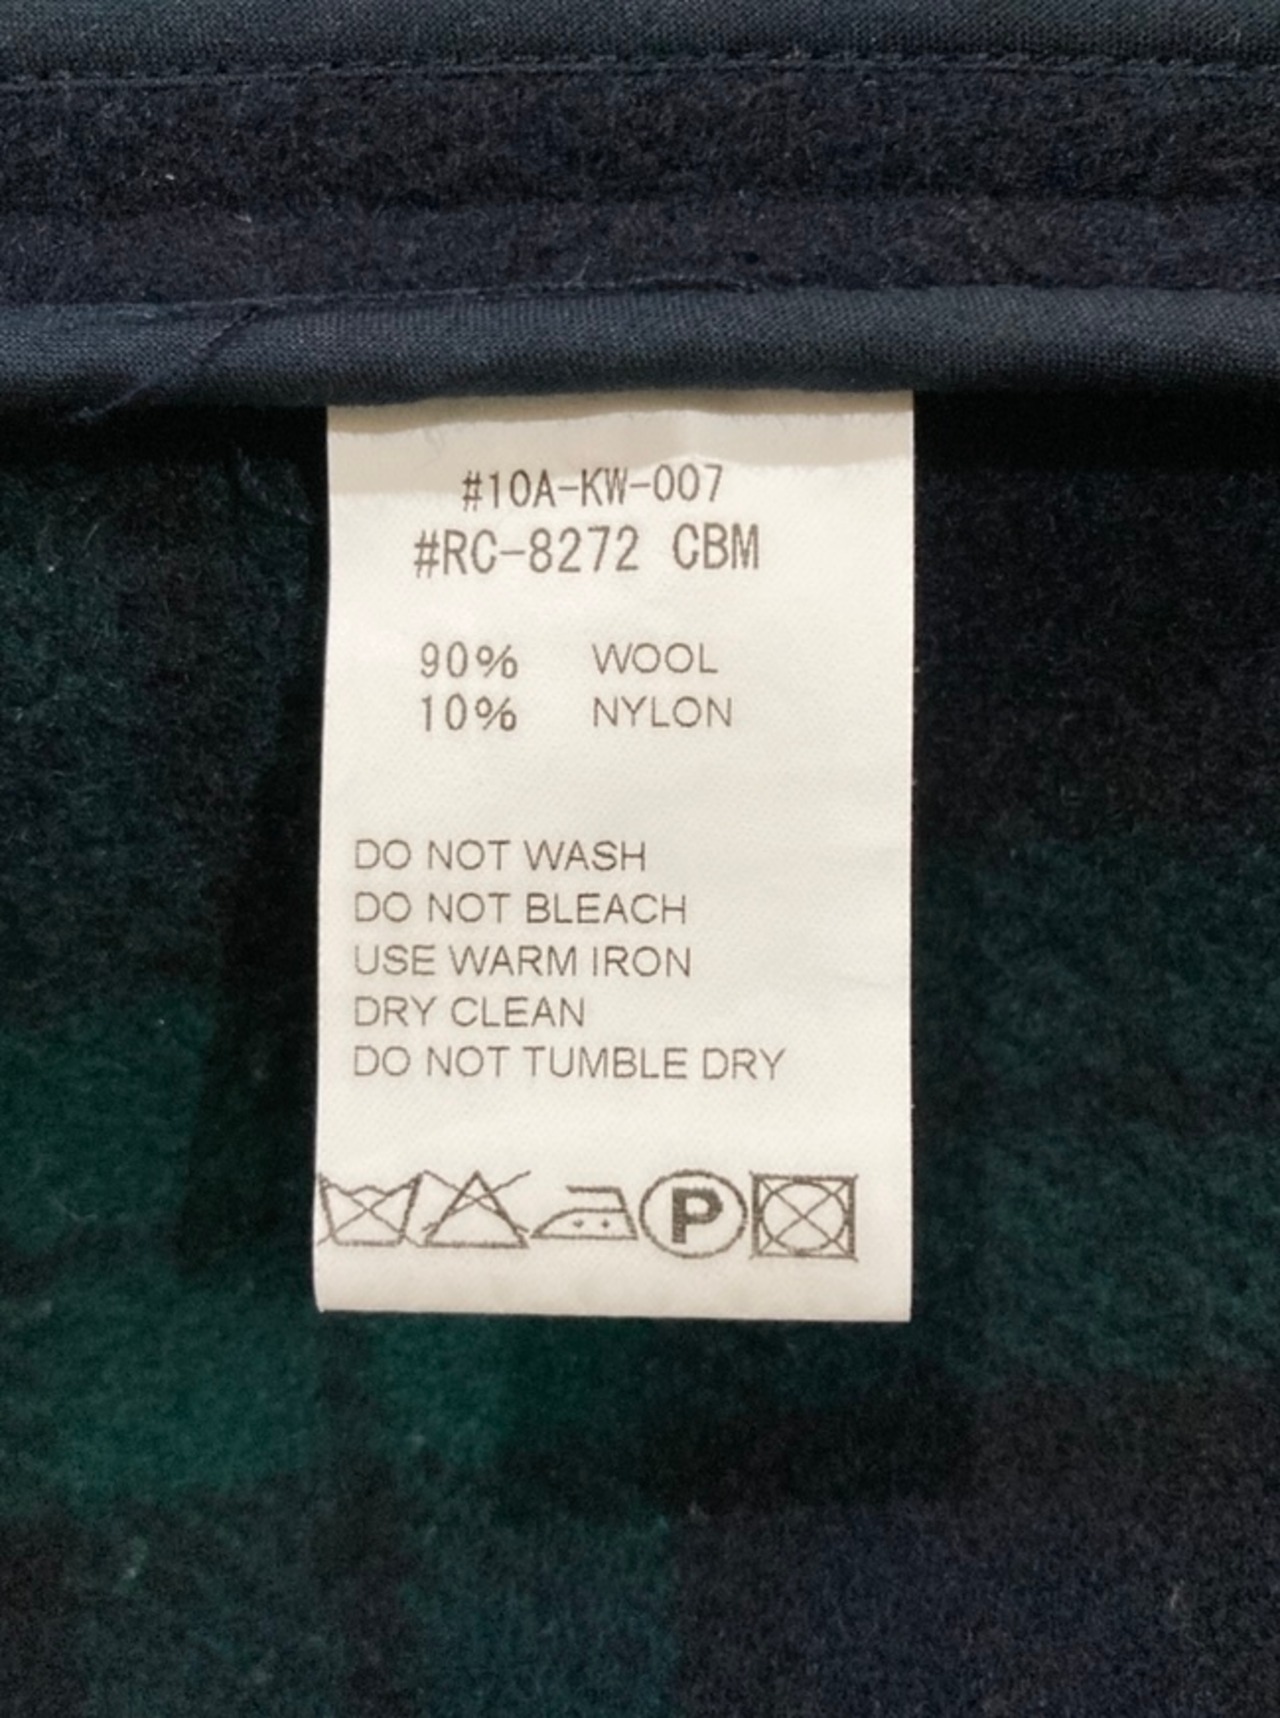 #10A-KW-007
#RC-8272 CBM
90% WOOL
10% NYLON
DO NOT WASH
DO NOT BLEACH
USE WARM IRON
DRY CLEAN
DO NOT TUMBLE DRY
P